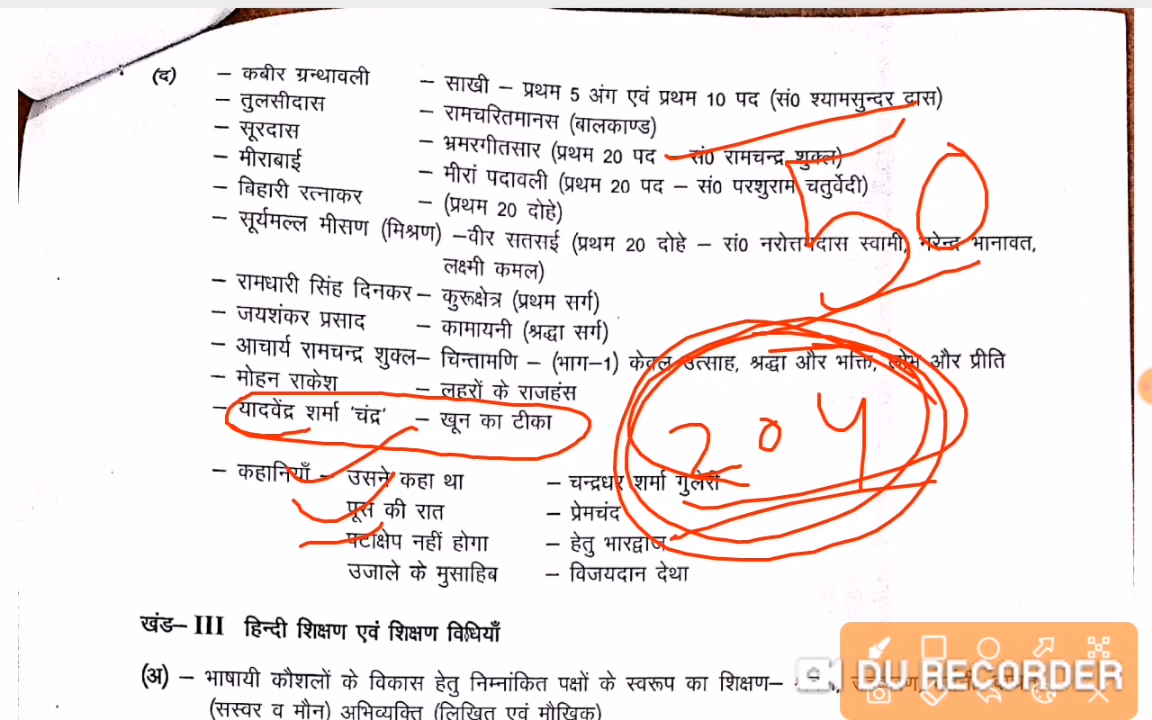 (द) – कबीर ग्रन्थावली – साखी – प्रथम 5 अंग एवं प्रथम 10 पद (सं0 श्यामसुन्दर दास)
– तुलसीदास – रामचरितमानस (बालकाण्ड)
– सूरदास – भ्रमरगीतसार (प्रथम 20 पद – सं0 रामचन्द्र शुक्ल)
– मीराबाई – मीरां पदावली (प्रथम 20 पद – सं0 परशुराम चतुर्वेदी)
– बिहारी रत्नाकर – (प्रथम 20 दोहे)
– सूर्यमल्ल मीसण (मिश्रण) –वीर सतसई (प्रथम 20 दोहे – सं0 नरोत्तमदास स्वामी, नरेन्द्र भानावत,
लक्ष्मी कमल)
– रामधारी सिंह दिनकर – कुरूक्षेत्र (प्रथम सर्ग)
– जयशंकर प्रसाद – कामायनी (श्रद्धा सर्ग)
– आचार्य रामचन्द्र शुक्ल – चिन्तामणि – (भाग–1) केवल उत्साह, श्रद्धा और भक्ति, लोभ और प्रीति
– मोहन राकेश – लहरों के राजहंस
– यादवेंद्र शर्मा 'चंद्र' – खून का टीका
– कहानियाँ – उसने कहा था – चन्द्रधर शर्मा गुलेरी
पूस की रात – प्रेमचंद
पटाक्षेप नहीं होगा – हेतु भारद्वाज
उजाले के मुसाहिब – विजयदान देथा
50
204
खंड– III हिन्दी शिक्षण एवं शिक्षण विधियाँ
(अ) – भाषायी कौशलों के विकास हेतु निम्नांकित पक्षों के स्वरूप का शिक्षण–
(सस्वर व मौन) अभिव्यक्ति (लिखित एवं मौखिक)
DU RECORDER